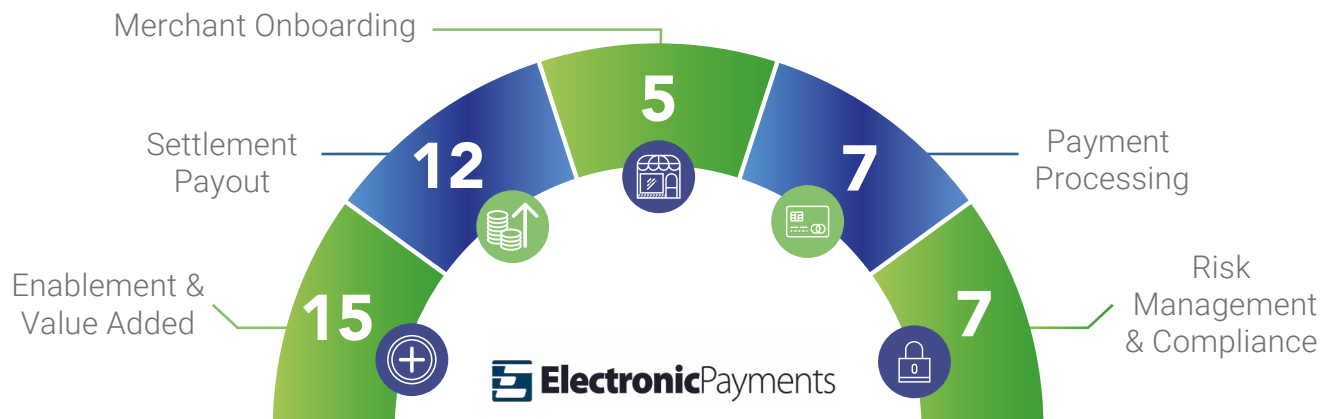 Merchant Onboarding
5
Settlement
Payout
12
7
Payment
Processing
Enablement &
Value Added
15
7
Risk
Management
& Compliance
0
ElectronicPayments